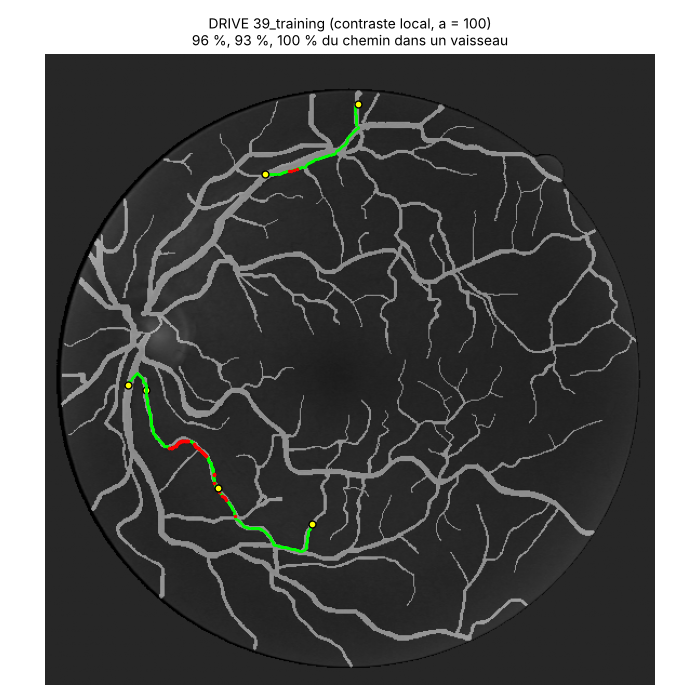 DRIVE 39_training (contraste local, a = 100)
96 %, 93 %, 100 % du chemin dans un vaisseau